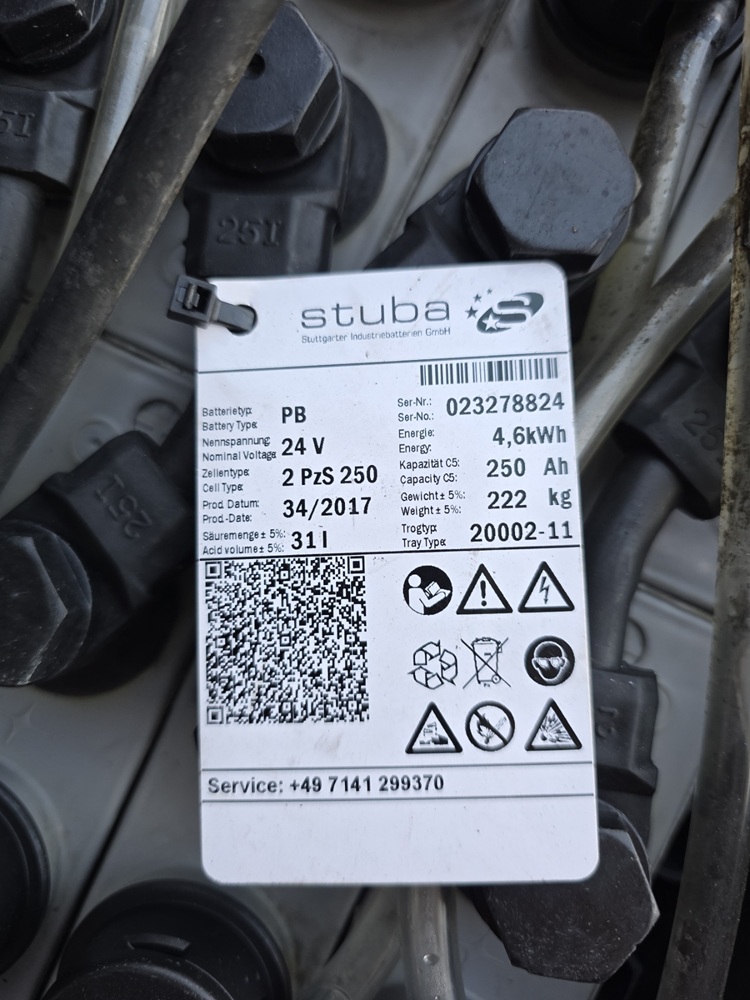 25I
stuba
Stuttgarter Industriebatterien GmbH
Batterietyp:
Battery Type:
PB
Ser-Nr.:
Ser-No.:
023278824
Nennspannung
Nominal Voltage
24 V
Energie:
Energy:
4,6kWh
Zellentype:
Cell Type:
2 PzS 250
Kapazität C5:
Capacity C5:
250 Ah
Prod. Datum:
Prod.-Date:
34/2017
Gewicht± 5%:
Weight± 5%:
222 kg
Säuremenge± 5%:
Acid volume± 5%:
31 l
Trogtyp:
Tray Type:
20002-11
25I
Service: +49 7141 299370